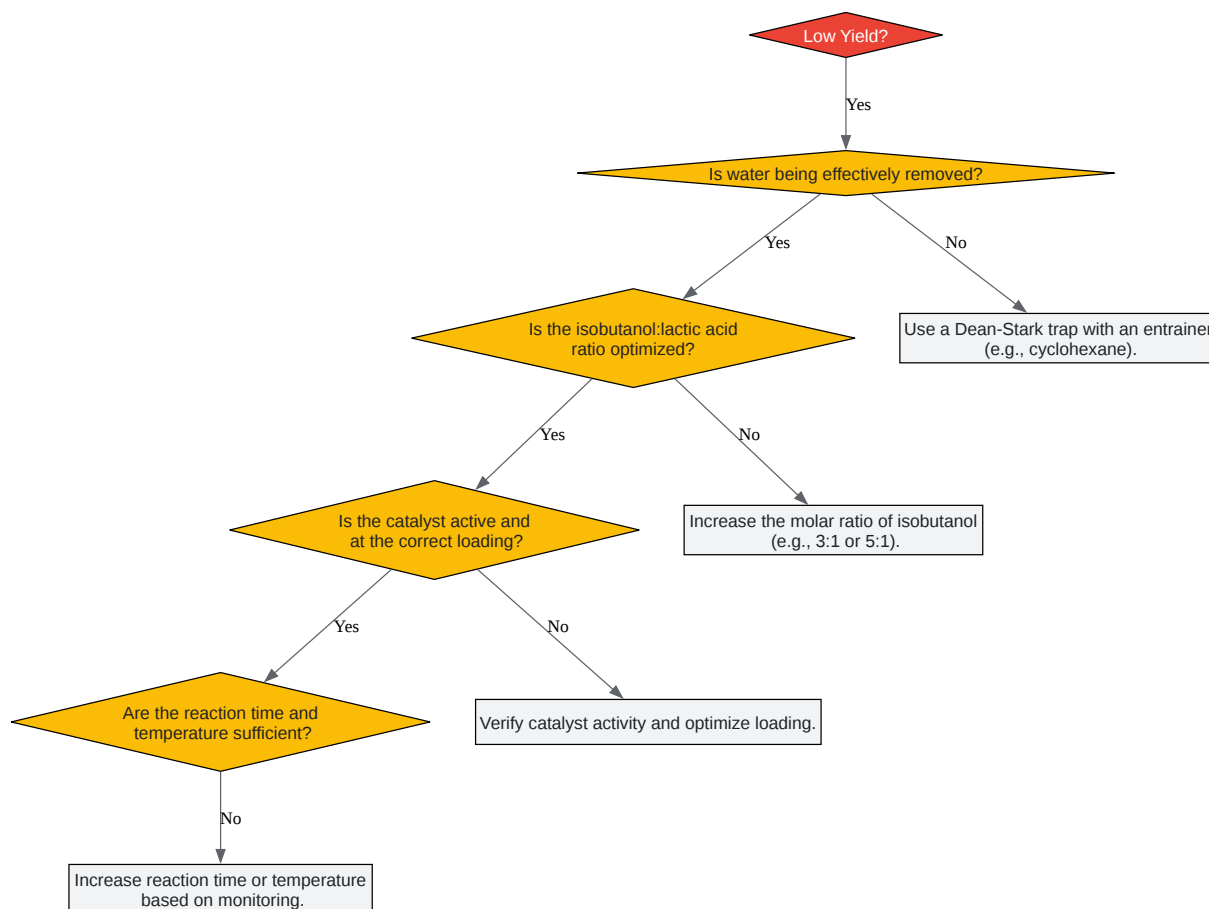 Low Yield?
Yes
Is water being effectively removed?
Yes
No
Is the isobutanol:lactic acid
ratio optimized?
Use a Dean-Stark trap with an entrainer
(e.g., cyclohexane).
Yes
No
Is the catalyst active and
at the correct loading?
Increase the molar ratio of isobutanol
(e.g., 3:1 or 5:1).
Yes
No
Are the reaction time and
temperature sufficient?
Verify catalyst activity and optimize loading.
No
Increase reaction time or temperature
based on monitoring.